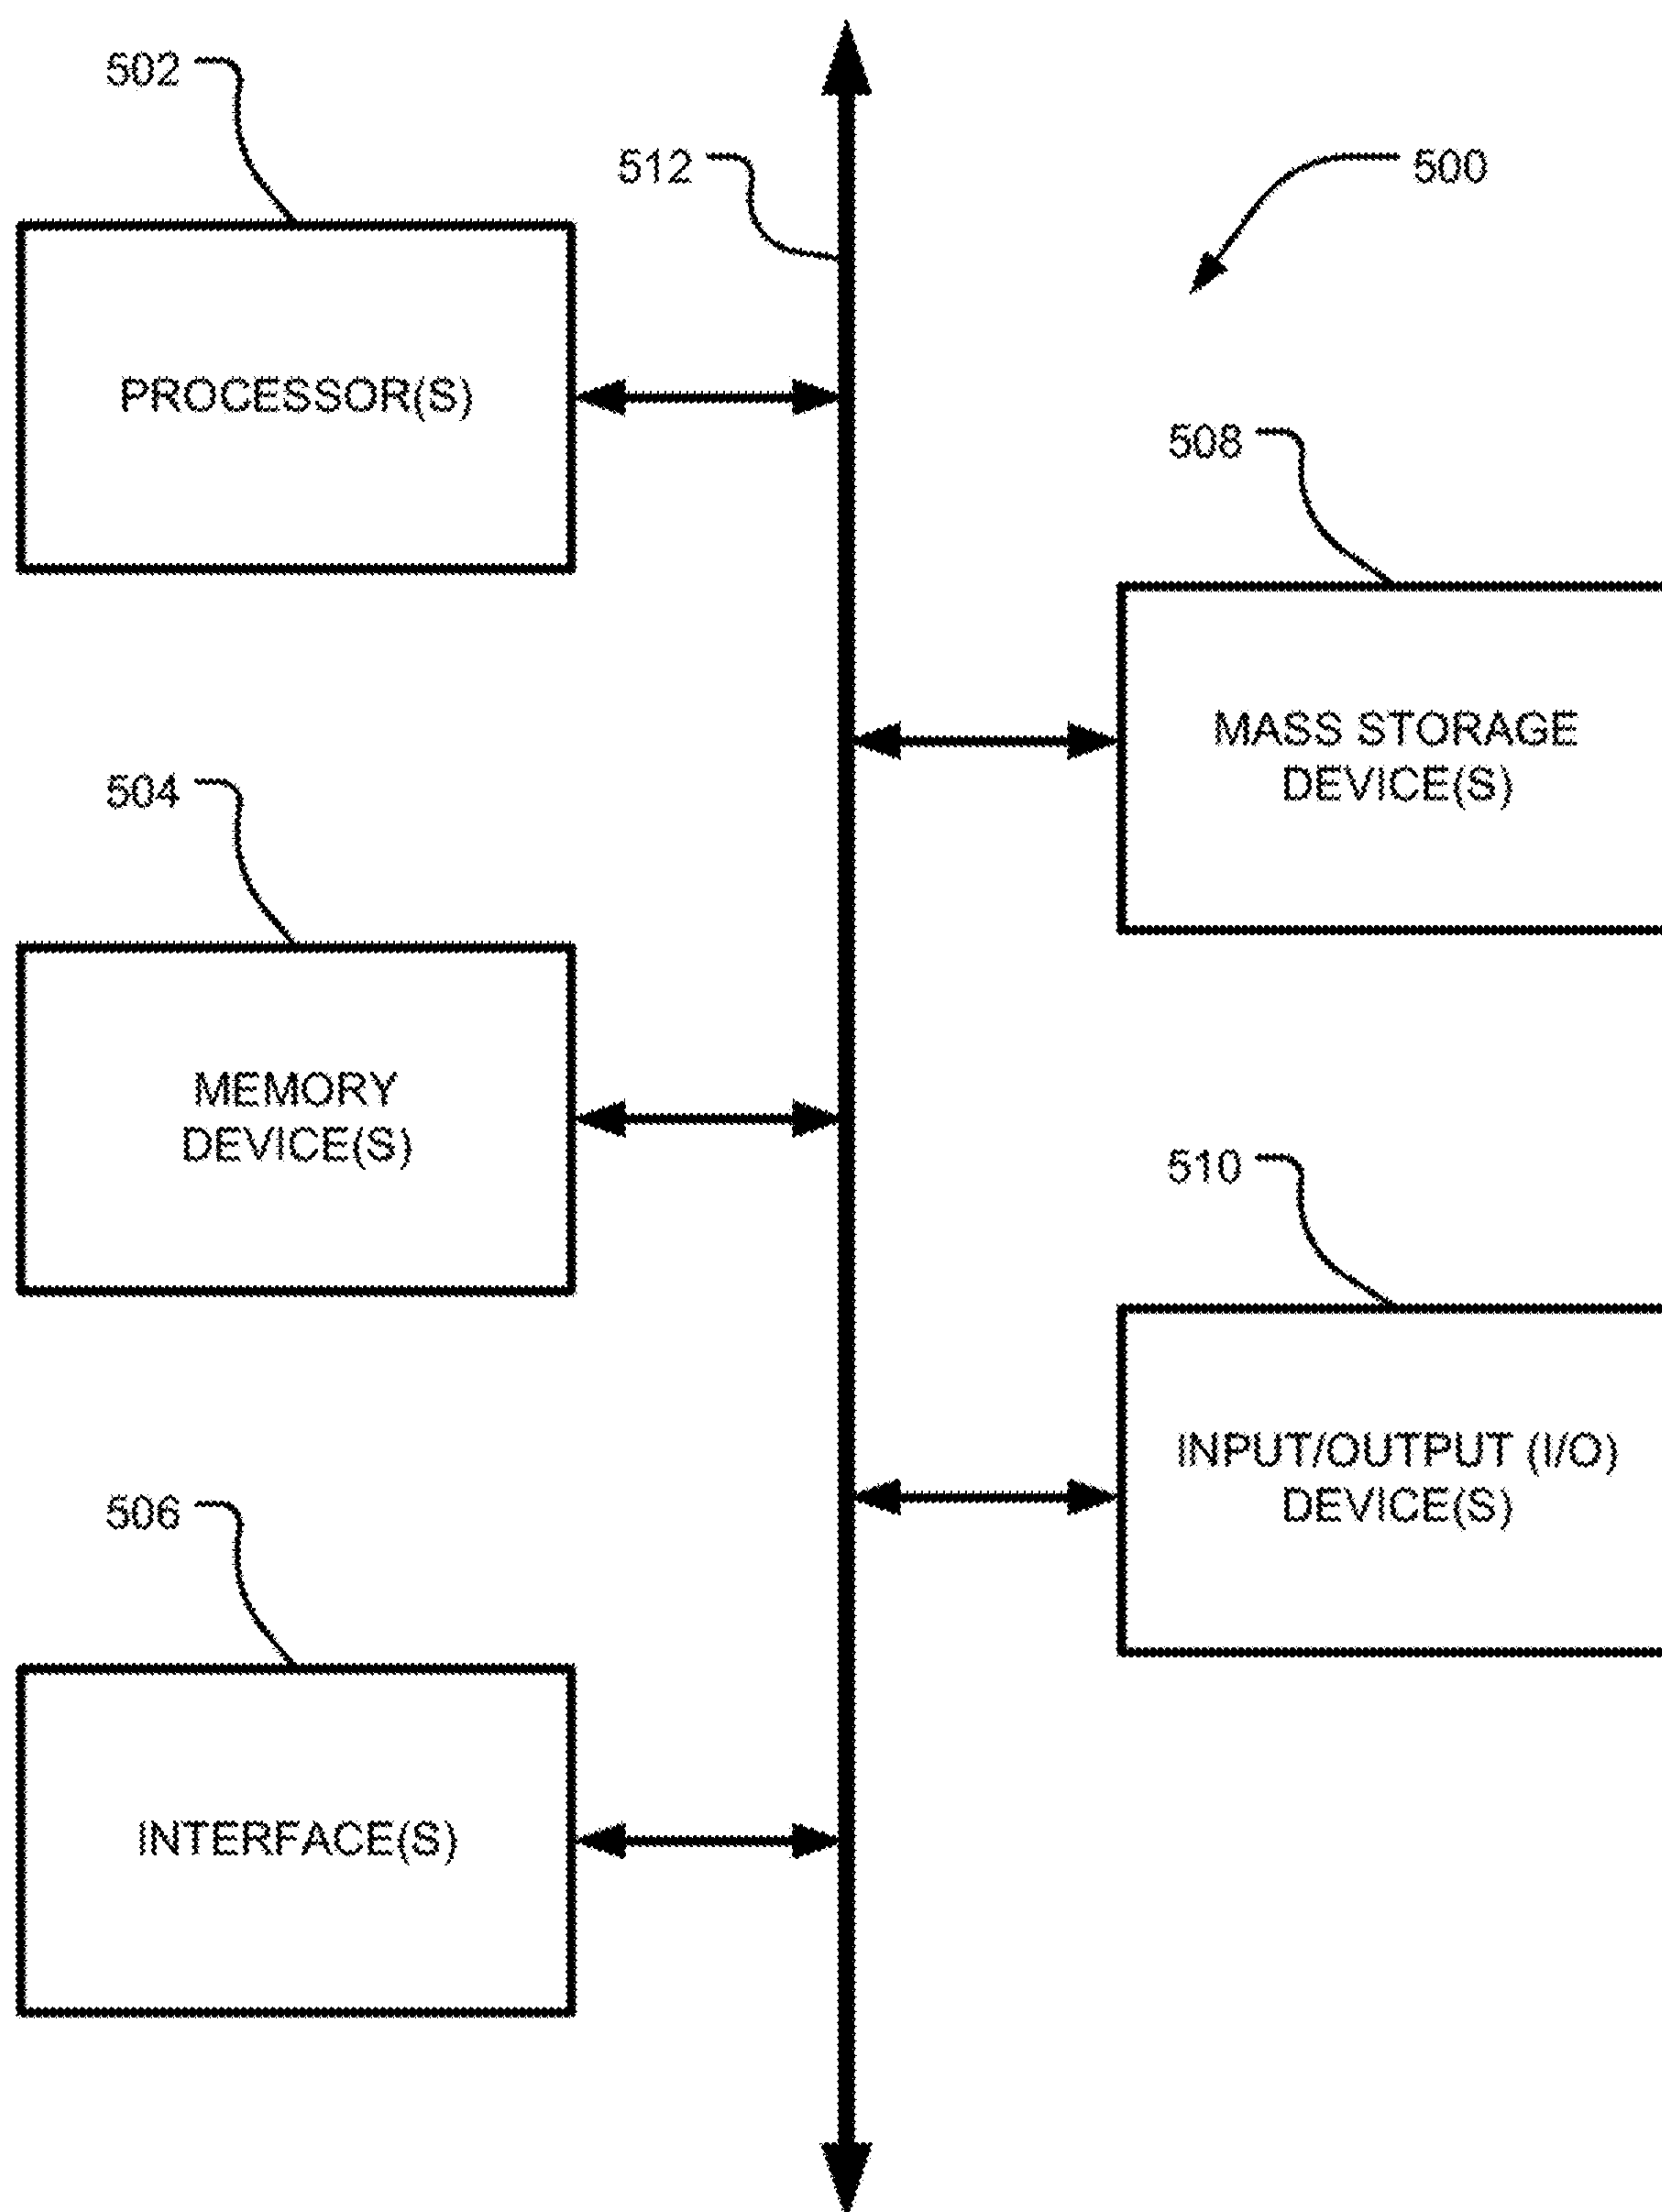 502
512
500
PROCESSOR(S)
508
MASS STORAGE
DEVICE(S)
504
MEMORY
DEVICE(S)
510
INPUT/OUTPUT (I/O)
DEVICE(S)
506
INTERFACE(S)